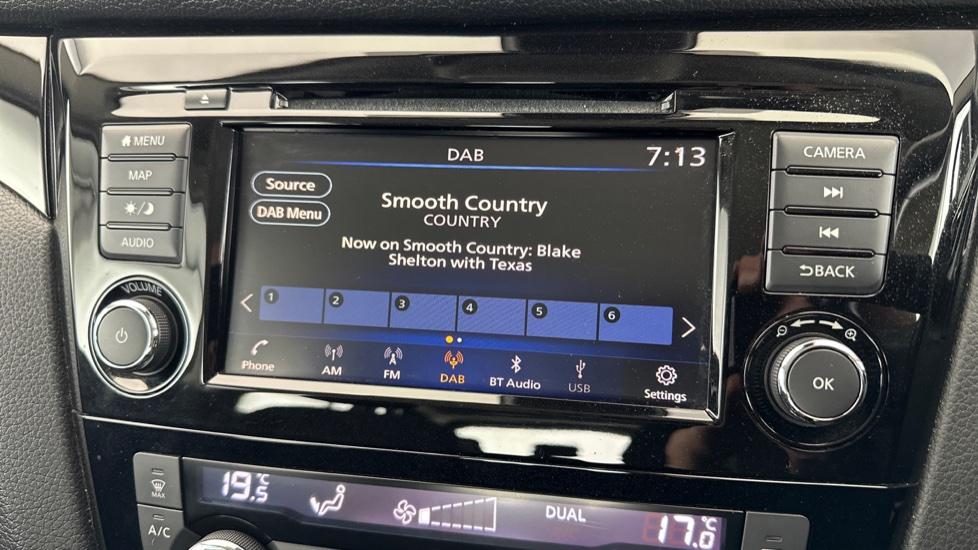 DAB
7:13
MENU
MAP
AUDIO
VOLUME
Source
DAB Menu
Smooth Country
COUNTRY
Now on Smooth Country: Blake
Shelton with Texas
1 2 3 4 5 6
Phone AM FM DAB BT Audio USB Settings
CAMERA
BACK
OK
MAX
A/C
19.5°C
DUAL
17.0°C